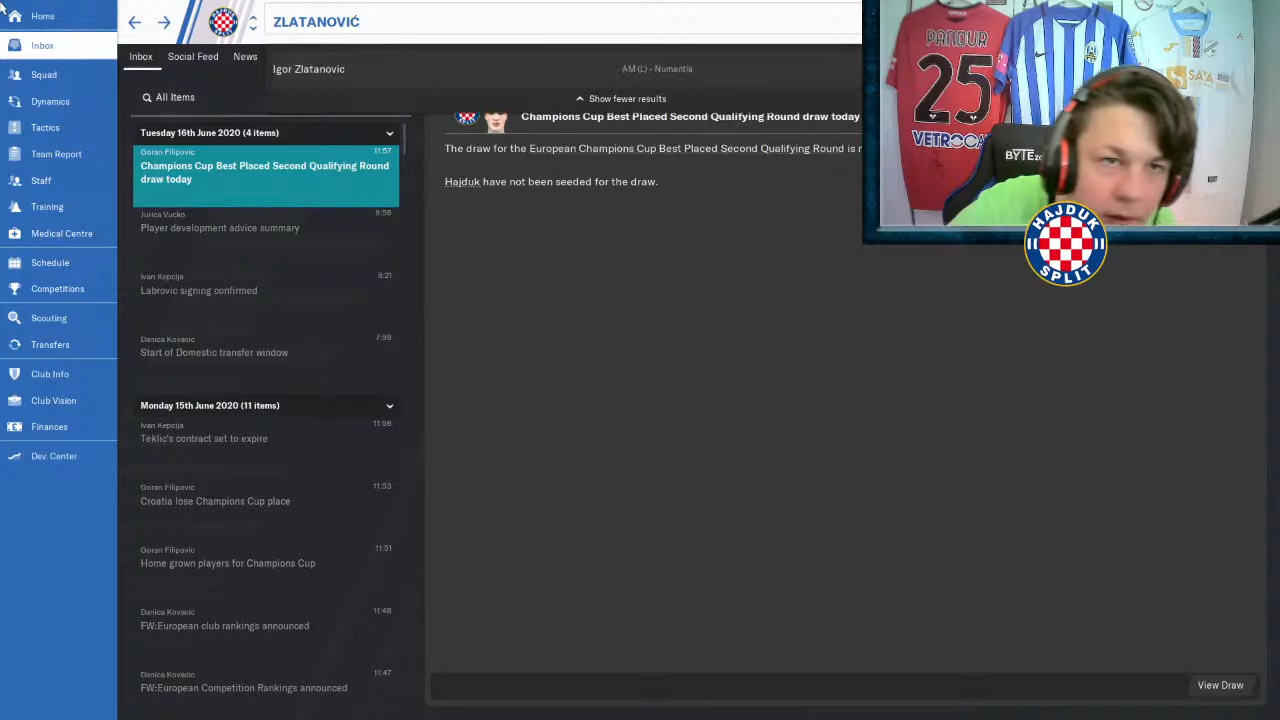 Home
Inbox
Squad
Dynamics
Tactics
Team Report
Staff
Training
Medical Centre
Schedule
Competitions
Scouting
Transfers
Club Info
Club Vision
Finances
Dev. Center
HAJDUK SPLIT
ZLATANOVIĆ
Inbox Social Feed News
Igor Zlatanovic AM (L) - Numantia
All Items
Show fewer results
Tuesday 16th June 2020 (4 items)
Goran Filipovic 11:57
Champions Cup Best Placed Second Qualifying Round
draw today
Jurica Vucko 8:58
Player development advice summary
Ivan Kepcija 8:21
Labrovic signing confirmed
Danica Kovacic 7:59
Start of Domestic transfer window
Monday 15th June 2020 (11 items)
Ivan Kepcija 11:58
Teklic's contract set to expire
Goran Filipovic 11:53
Croatia lose Champions Cup place
Goran Filipovic 11:51
Home grown players for Champions Cup
Danica Kovacic 11:48
FW:European club rankings announced
Danica Kovacic 11:47
FW:European Competition Rankings announced
Champions Cup Best Placed Second Qualifying Round draw today
The draw for the European Champions Cup Best Placed Second Qualifying Round is
Hajduk have not been seeded for the draw.
View Draw
PANDUR
25
VETROC
BYTEZ
SAVA
HAJDUK
SPLIT